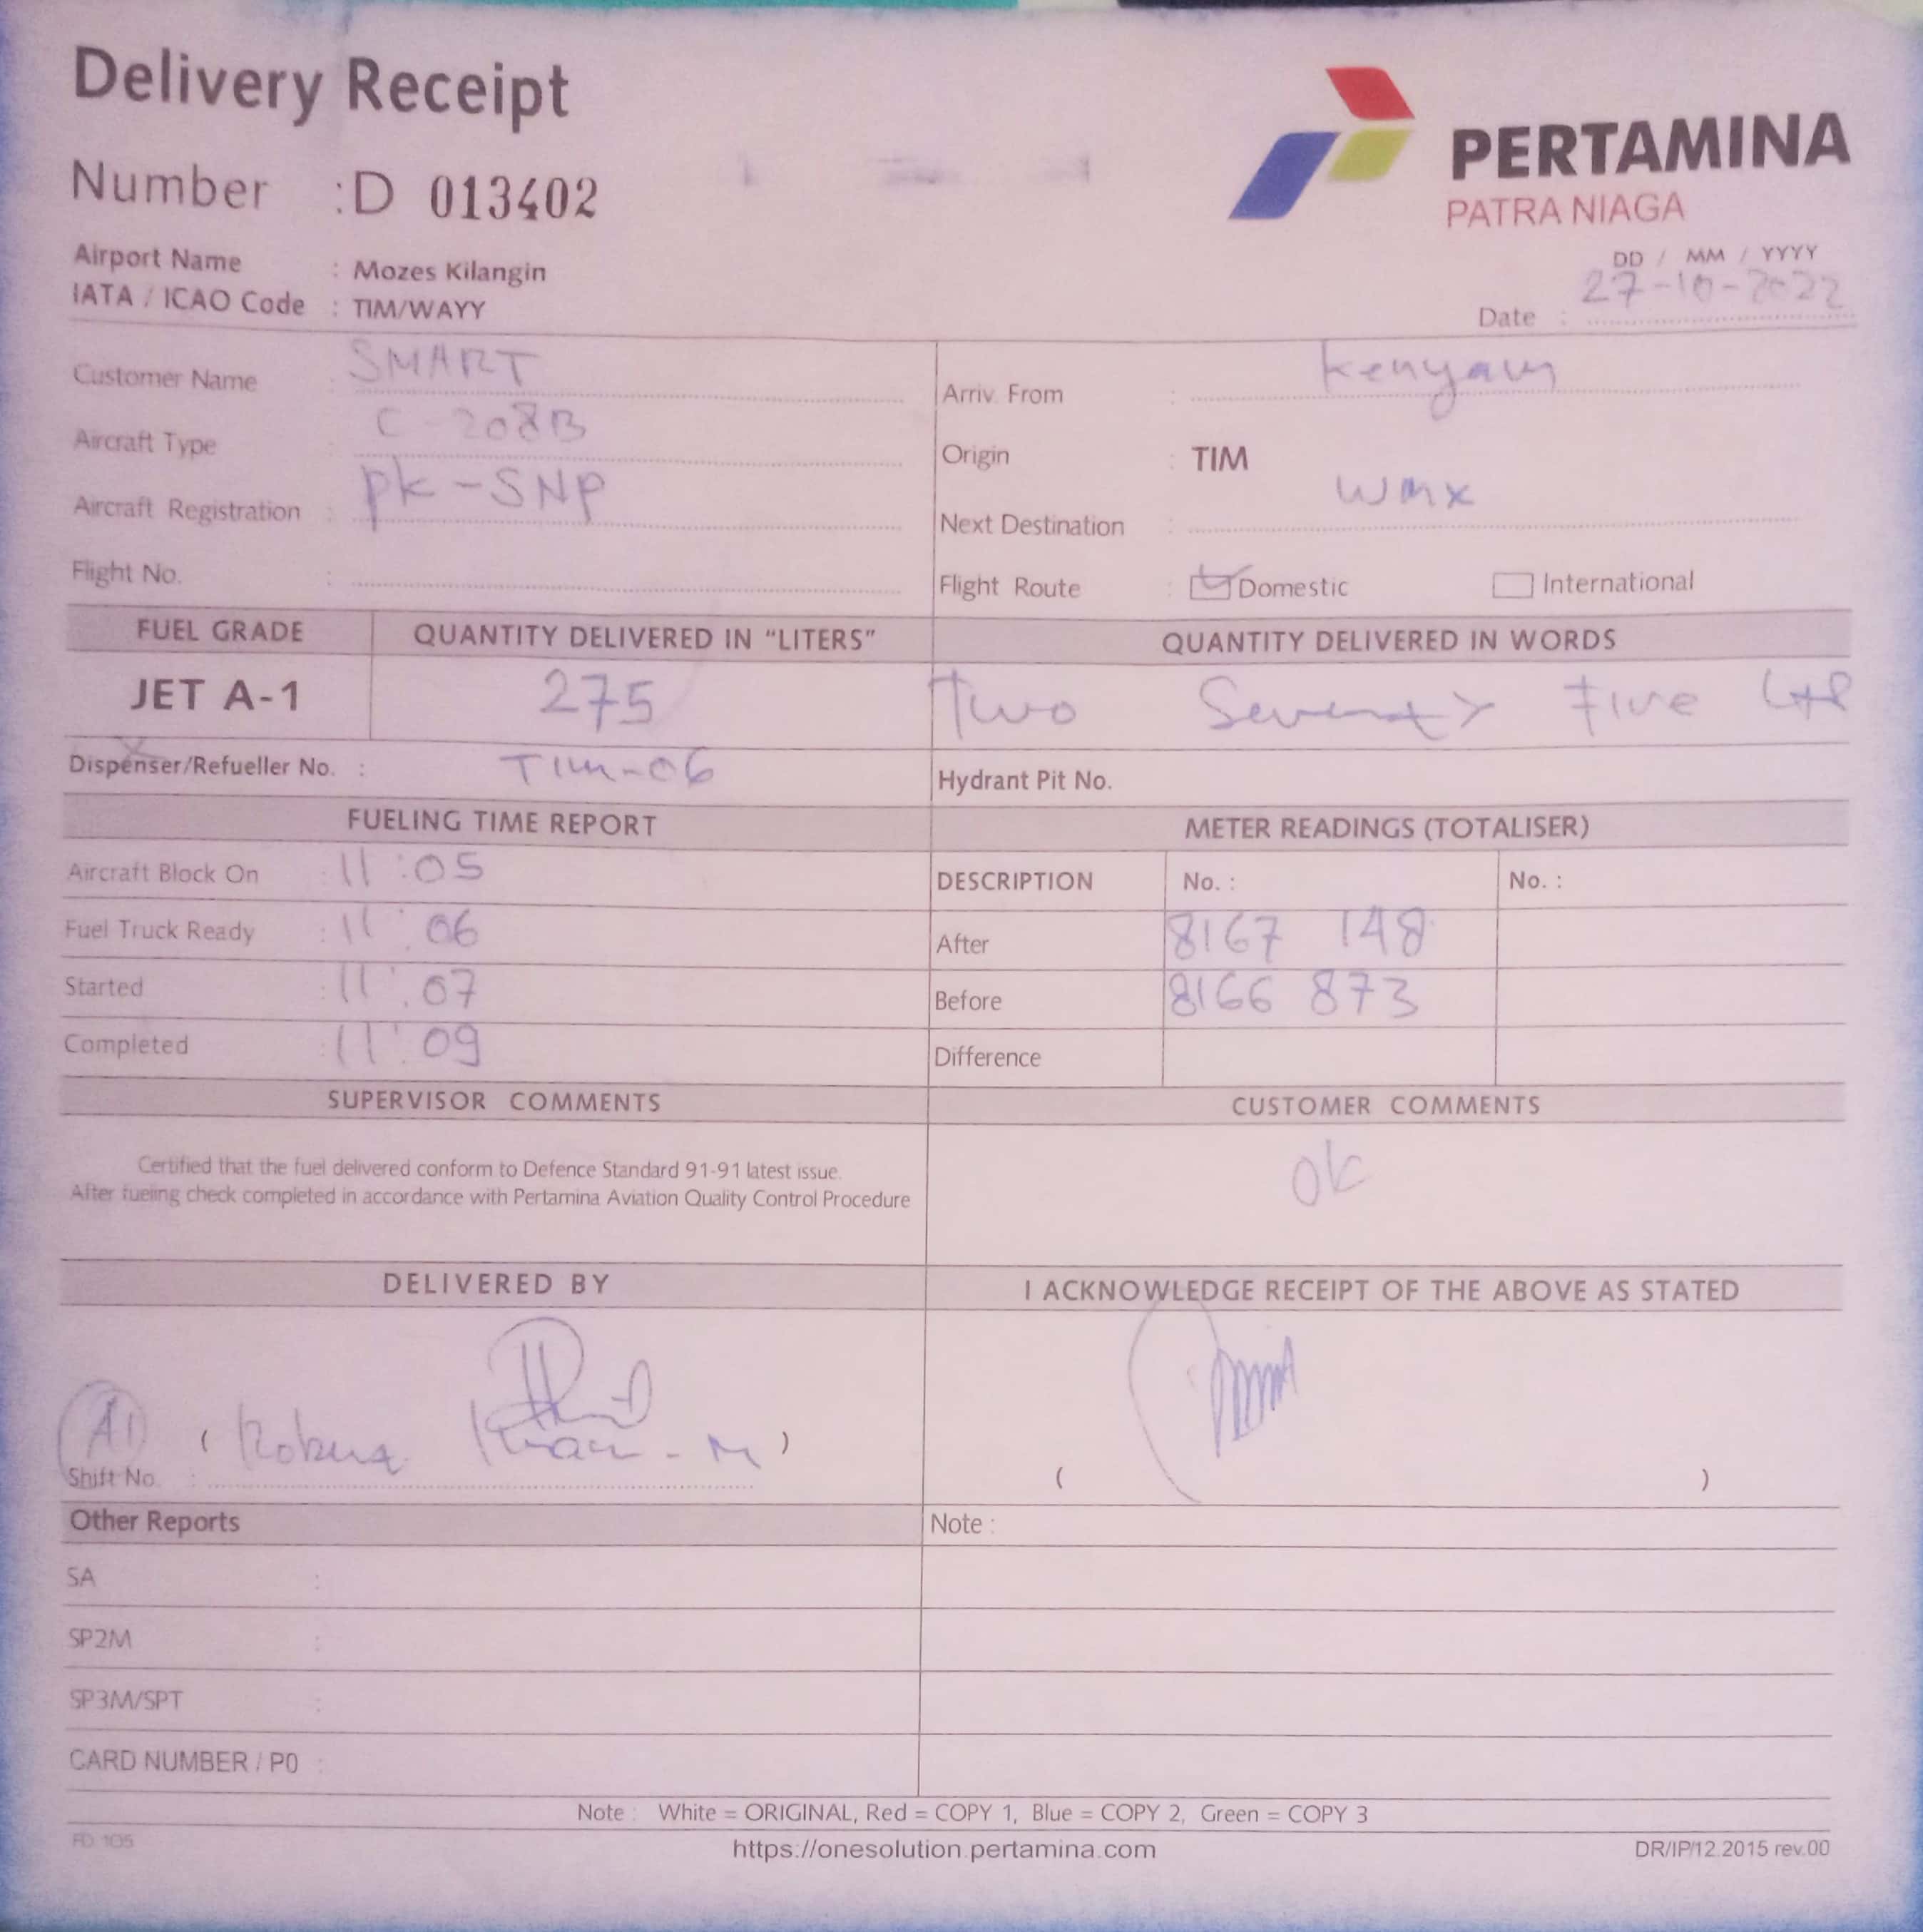 Delivery Receipt
PERTAMINA
PATRA NIAGA
Number :D 013402
Airport Name : Mozes Kilangin
IATA / ICAO Code : TIM/WAYY
DD / MM / YYYY
Date : 27-10-2022
Customer Name : SMART
Aircraft Type : C-208B
Aircraft Registration : PK-SNP
Flight No. :
Arriv. From : Kenyam
Origin : TIM
Next Destination : WMX
Flight Route : Domestic International
FUEL GRADE QUANTITY DELIVERED IN "LITERS" QUANTITY DELIVERED IN WORDS
JET A-1 275 Two Seventy Five Ltr
Dispenser/Refueller No. : TIM-06 Hydrant Pit No.
FUELING TIME REPORT METER READINGS (TOTALISER)
Aircraft Block On : 11:05 DESCRIPTION No. : No. :
Fuel Truck Ready : 11:06 After 8167 148
Started : 11:07 Before 8166 873
Completed : 11:09 Difference
SUPERVISOR COMMENTS CUSTOMER COMMENTS
Certified that the fuel delivered conform to Defence Standard 91-91 latest issue.
After fueling check completed in accordance with Pertamina Aviation Quality Control Procedure
OK
DELIVERED BY I ACKNOWLEDGE RECEIPT OF THE ABOVE AS STATED
( - M )
Shift No. :
( )
Other Reports Note :
SA :
SP2M :
SP3M/SPT :
CARD NUMBER / PO :
Note : White = ORIGINAL, Red = COPY 1, Blue = COPY 2, Green = COPY 3
FD 105 https://onesolution.pertamina.com DR/IP/12.2015 rev.00